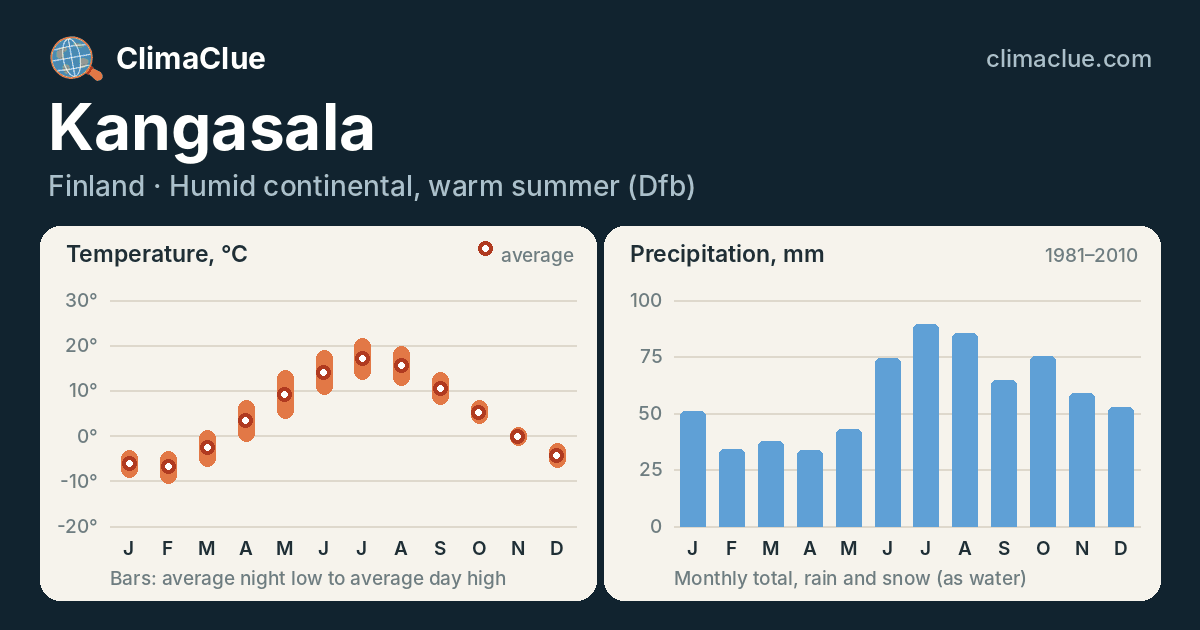 ClimaClue
climaclue.com
Kangasala
Finland · Humid continental, warm summer (Dfb)
Temperature, °C
average
30°
20°
10°
0°
-10°
-20°
J F M A M J J A S O N D
Bars: average night low to average day high
Precipitation, mm
1981–2010
100
75
50
25
0
J F M A M J J A S O N D
Monthly total, rain and snow (as water)